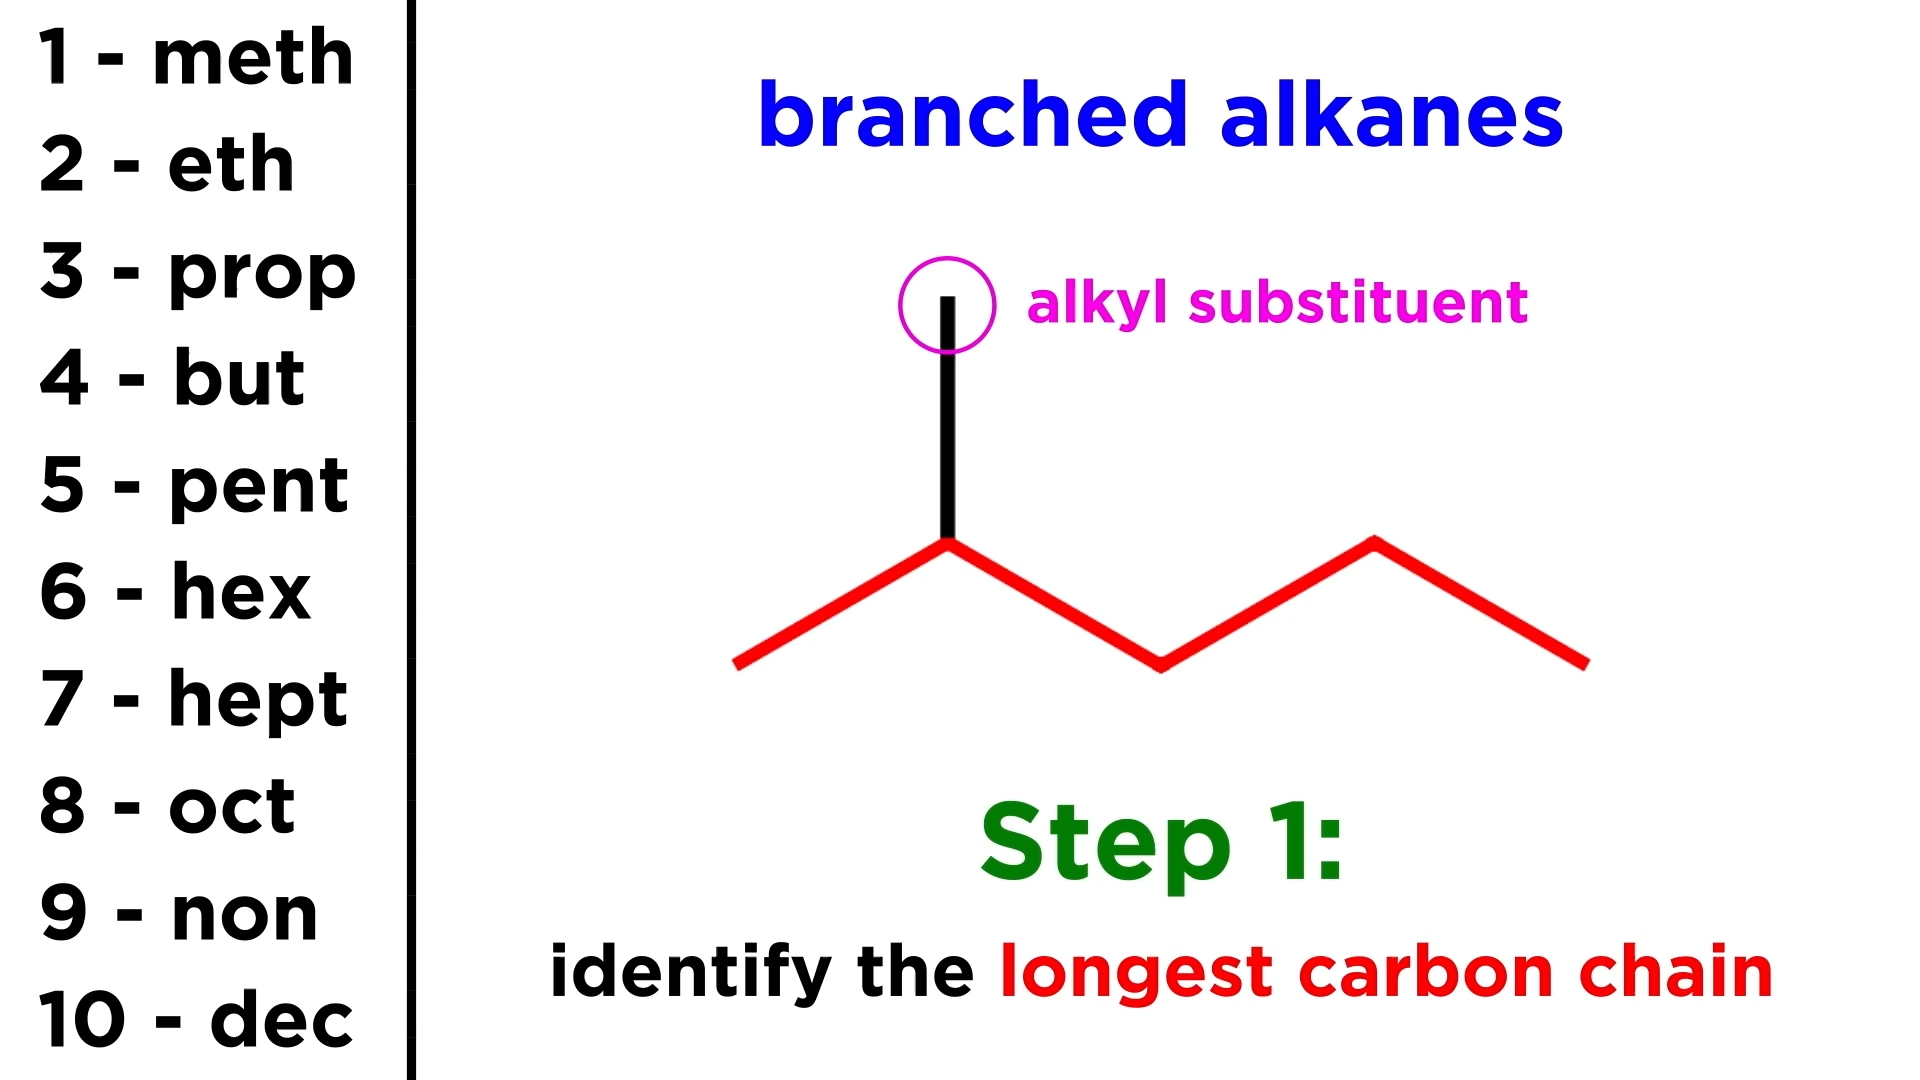 1 - meth
2 - eth
3 - prop
4 - but
5 - pent
6 - hex
7 - hept
8 - oct
9 - non
10 - dec
branched alkanes
alkyl substituent
Step 1:
identify the longest carbon chain